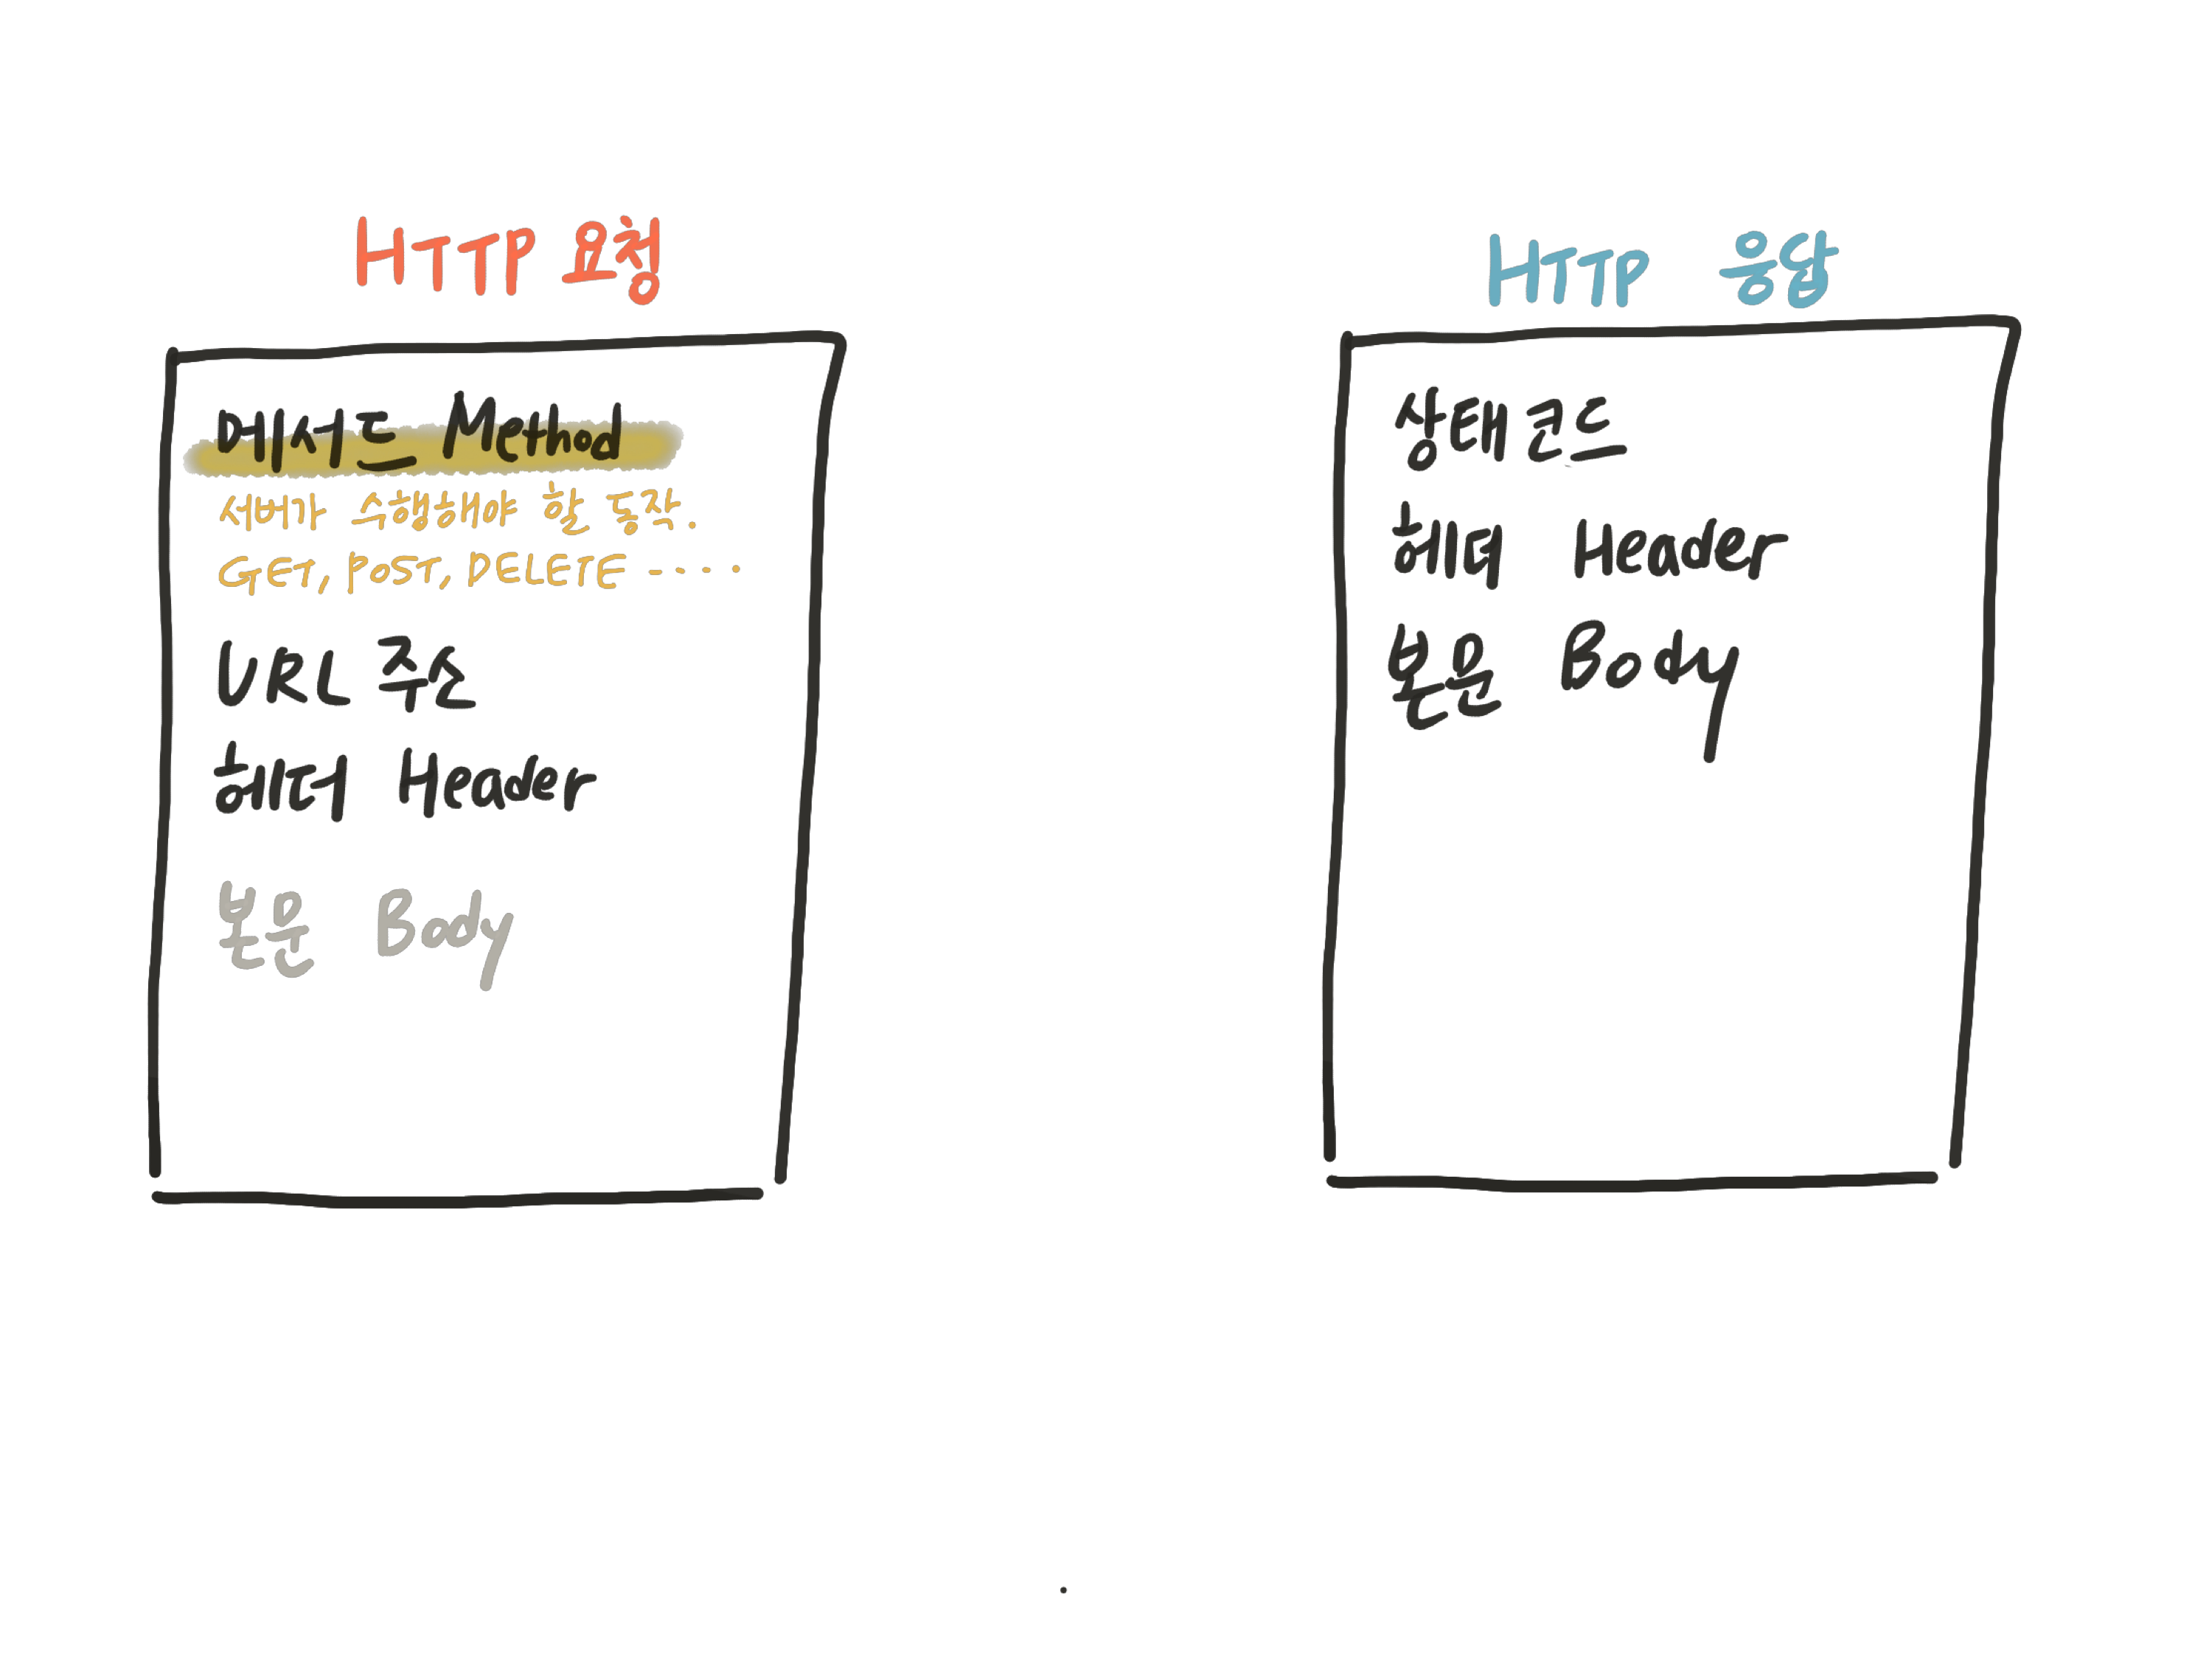 HTTP 요청
메서드 Method
서버가 수행해야 할 동작.
GET, POST, DELETE -....
URL 주소
헤더 Header
본문 Body
HTTP 응답
상태코드
헤더 Header
본문 Body